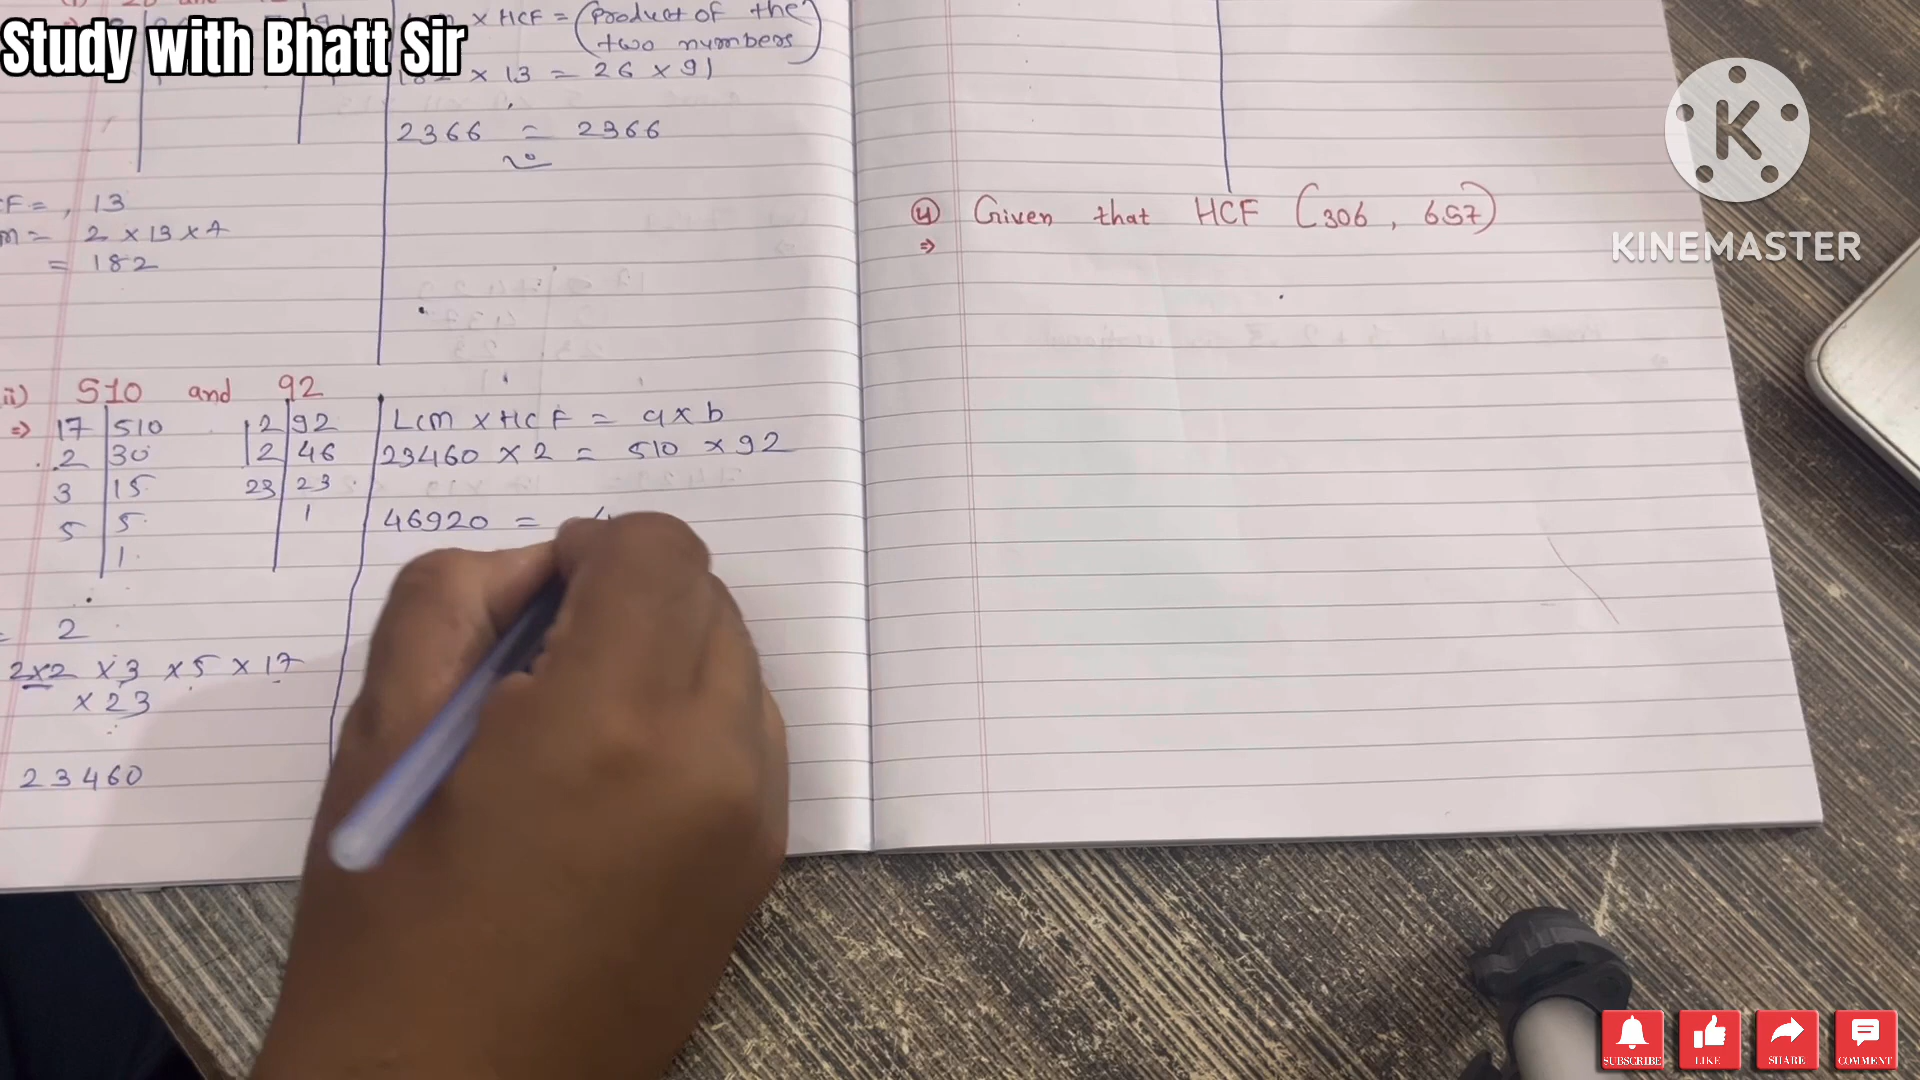 Study with Bhatt Sir
× HCF = (Product of the
two numbers)
182 × 13 = 26 × 91
2366 = 2366
F = 13
m = 2 × 13 × 7
= 182
ii) 510 and 92
⇒ 17 510 2 92
2 30 2 46
3 15 23 23
5 5 1
1
LCM × HCF = a × b
23460 × 2 = 510 × 92
46920 = 4
= 2
2×2 × 3 × 5 × 17
× 23
23460
④ Given that HCF (306, 657)
⇒
K
KINEMASTER
SUBSCRIBE
LIKE
SHARE
COMMENT